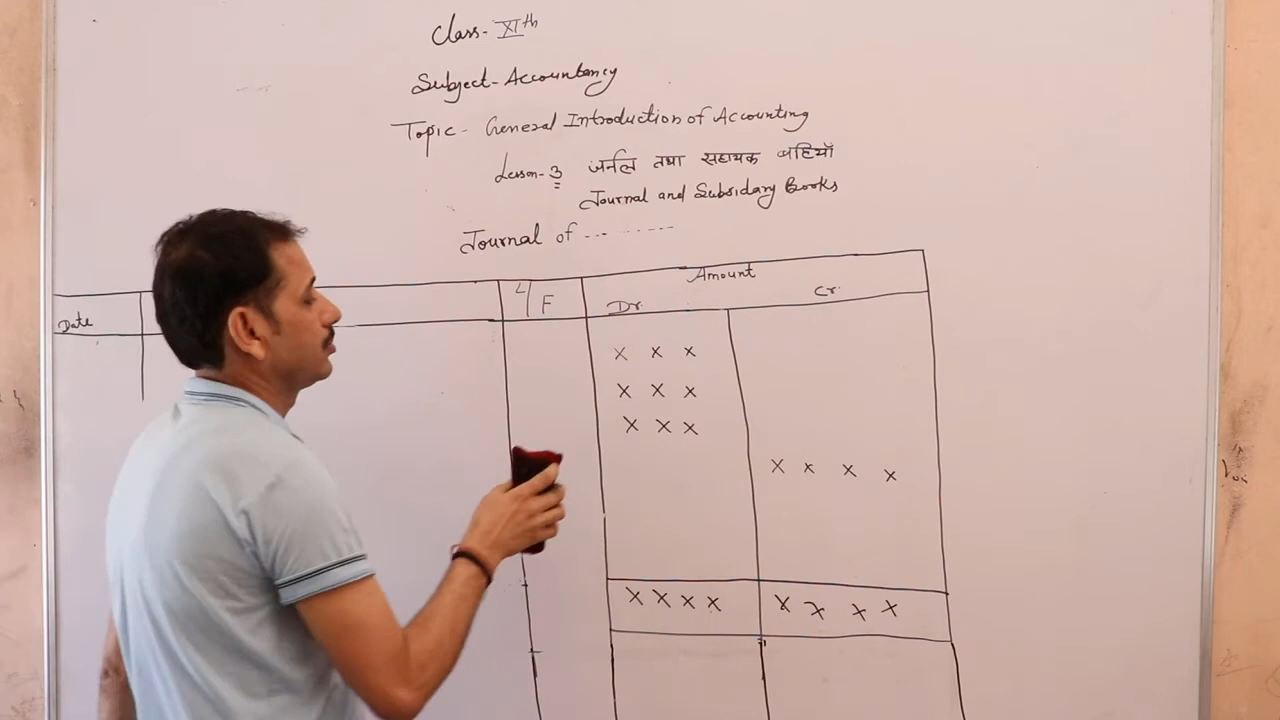 Class- XIth
Subject- Accountancy
Topic- General Introduction of Accounting
Lesson-3 जर्नल तथा सहायक बहियाँ
Journal and Subsidary Books
Journal of ---------
Date L/F Amount
Dr. Cr.
x x x
x x x
x x x
x x x x
x x x x x x x x